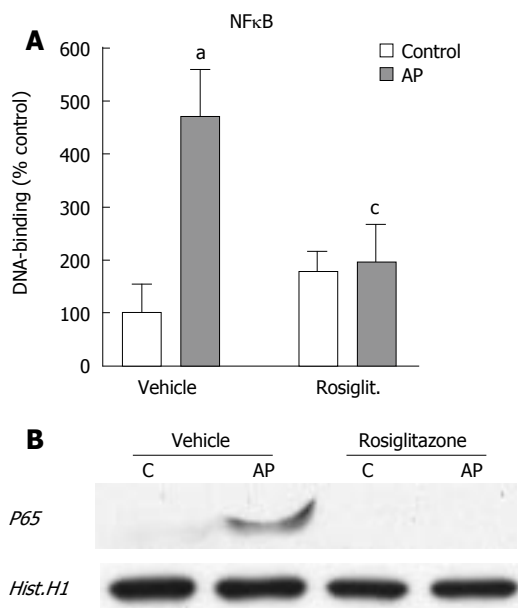 A
NFκB
600
500
400
300
200
100
0
DNA-binding (% control)
a
c
Control
AP
Vehicle Rosiglit.
B
Vehicle Rosiglitazone
C AP C AP
P65
Hist.H1